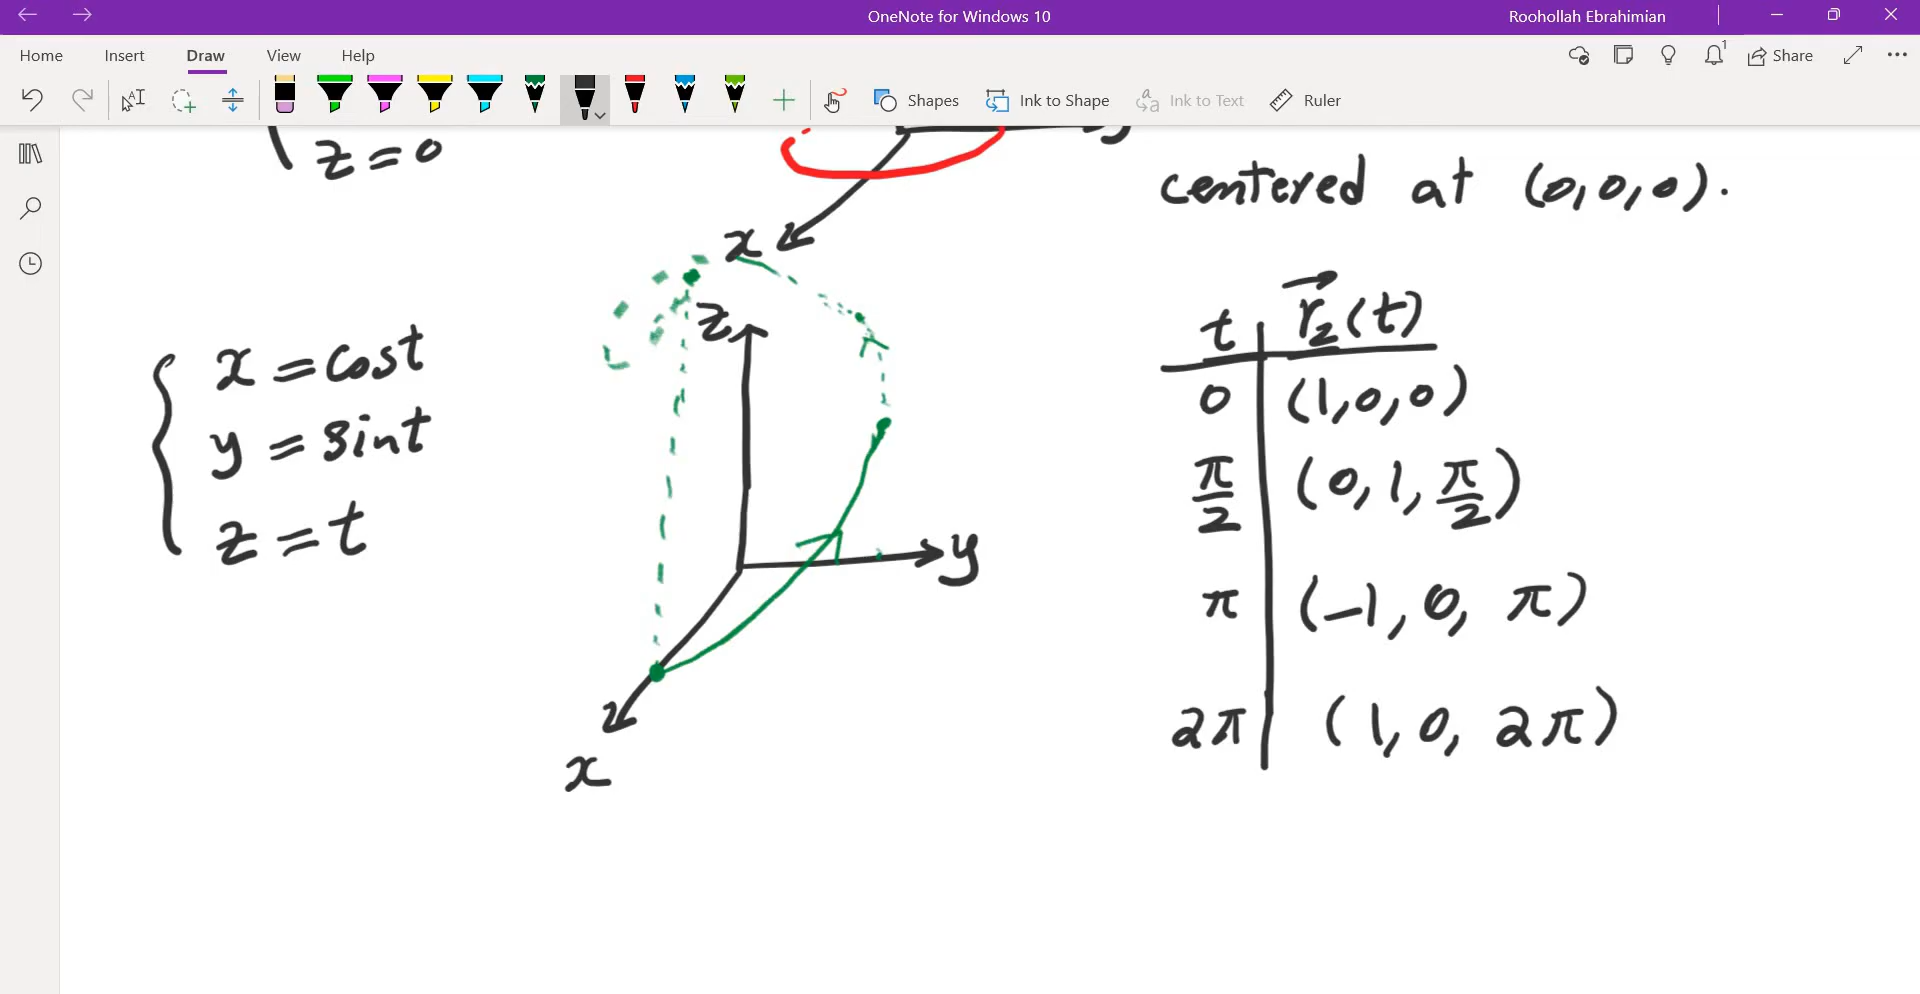 OneNote for Windows 10
Roohollah Ebrahimian
Home Insert Draw View Help
Share
Shapes Ink to Shape Ink to Text Ruler
z = 0
y
x
centered at (0,0,0).
x = cost
y = sint
z = t
z
y
x
t | r⃗₂(t)
0 | (1,0,0)
π/2 | (0, 1, π/2)
π | (-1, 0, π)
2π | (1, 0, 2π)